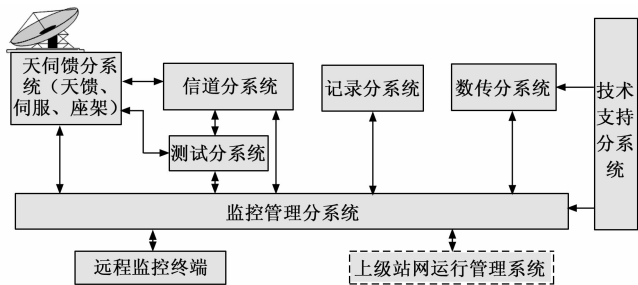 天伺馈分系
统（天馈、
伺服、座架）
信道分系统
记录分系统
数传分系统
技术
支持
分系
统
测试分系统
监控管理分系统
远程监控终端
上级站网运行管理系统